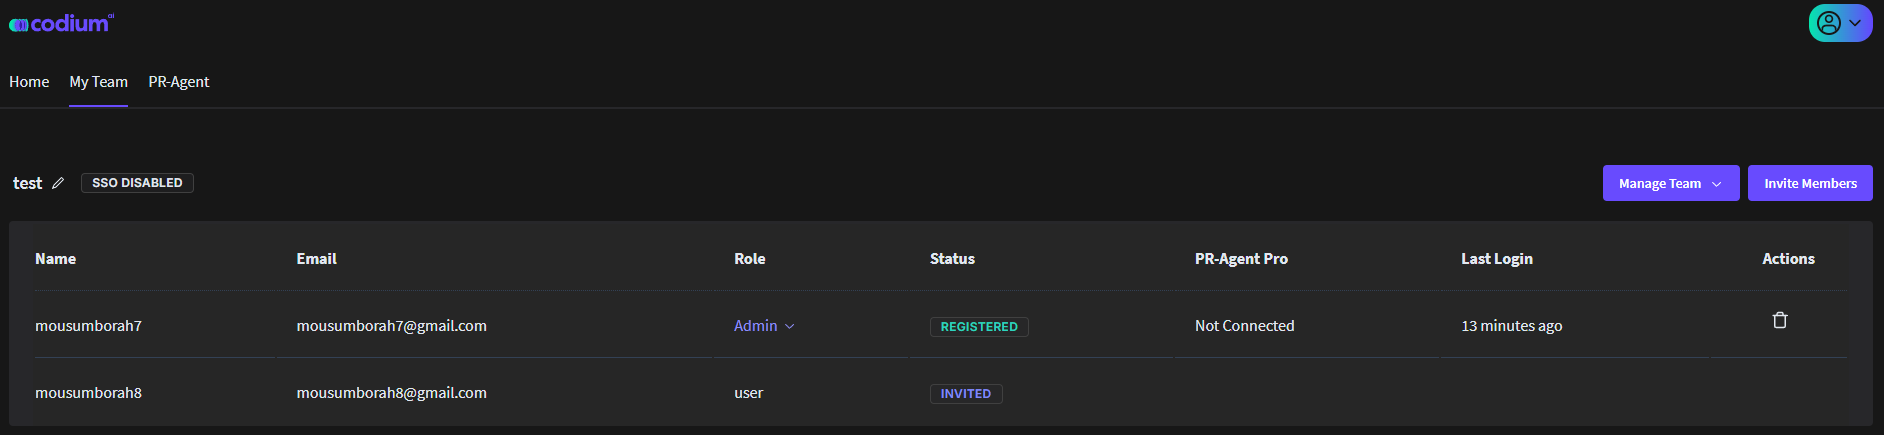 codium ai
Home My Team PR-Agent
test SSO DISABLED Manage Team Invite Members
Name Email Role Status PR-Agent Pro Last Login Actions
mousumborah7 mousumborah7@gmail.com Admin REGISTERED Not Connected 13 minutes ago
mousumborah8 mousumborah8@gmail.com user INVITED